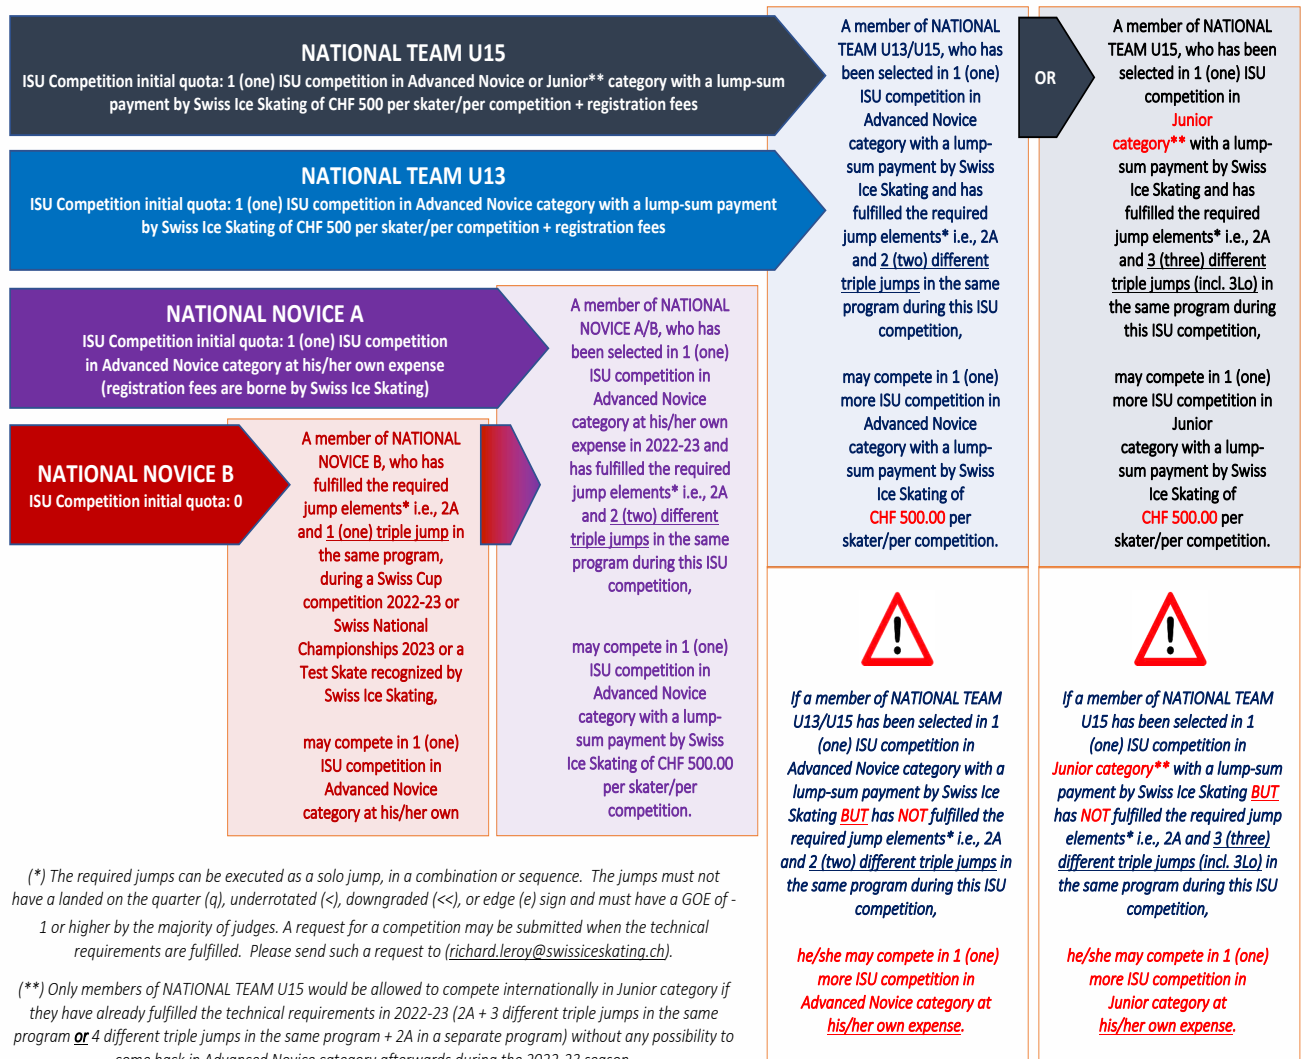 NATIONAL TEAM U15
ISU Competition initial quota: 1 (one) ISU competition in Advanced Novice or Junior** category with a lump-sum
payment by Swiss Ice Skating of CHF 500 per skater/per competition + registration fees
NATIONAL TEAM U13
ISU Competition initial quota: 1 (one) ISU competition in Advanced Novice category with a lump-sum payment
by Swiss Ice Skating of CHF 500 per skater/per competition + registration fees
NATIONAL NOVICE A
ISU Competition initial quota: 1 (one) ISU competition
in Advanced Novice category at his/her own expense
(registration fees are borne by Swiss Ice Skating)
NATIONAL NOVICE B
ISU Competition initial quota: 0
A member of NATIONAL
NOVICE B, who has
fulfilled the required
jump elements* i.e., 2A
and 1 (one) triple jump in
the same program,
during a Swiss Cup
competition 2022-23 or
Swiss National
Championships 2023 or a
Test Skate recognized by
Swiss Ice Skating,
may compete in 1 (one)
ISU competition in
Advanced Novice
category at his/her own
A member of NATIONAL
NOVICE A/B, who has
been selected in 1 (one)
ISU competition in
Advanced Novice
category at his/her own
expense in 2022-23 and
has fulfilled the required
jump elements* i.e., 2A
and 2 (two) different
triple jumps in the same
program during this ISU
competition,
may compete in 1 (one)
ISU competition in
Advanced Novice
category with a lump-
sum payment by Swiss
Ice Skating of CHF 500.00
per skater/per
competition.
A member of NATIONAL
TEAM U13/U15, who has
been selected in 1 (one)
ISU competition in
Advanced Novice
category with a lump-
sum payment by Swiss
Ice Skating and has
fulfilled the required
jump elements* i.e., 2A
and 2 (two) different
triple jumps in the same
program during this ISU
competition,
may compete in 1 (one)
more ISU competition in
Advanced Novice
category with a lump-
sum payment by Swiss
Ice Skating of
CHF 500.00 per
skater/per competition.
OR
A member of NATIONAL
TEAM U15, who has been
selected in 1 (one) ISU
competition in
Junior
category** with a lump-
sum payment by Swiss
Ice Skating and has
fulfilled the required
jump elements* i.e., 2A
and 3 (three) different
triple jumps (incl. 3Lo) in
the same program during
this ISU competition,
may compete in 1 (one)
more ISU competition in
Junior
category with a lump-
sum payment by Swiss
Ice Skating of
CHF 500.00 per
skater/per competition.
If a member of NATIONAL TEAM
U13/U15 has been selected in 1
(one) ISU competition in
Advanced Novice category with a
lump-sum payment by Swiss Ice
Skating BUT has NOT fulfilled the
required jump elements* i.e., 2A
and 2 (two) different triple jumps in
the same program during this ISU
competition,
he/she may compete in 1 (one)
more ISU competition in
Advanced Novice category at
his/her own expense.
If a member of NATIONAL TEAM
U15 has been selected in 1
(one) ISU competition in
Junior category** with a lump-sum
payment by Swiss Ice Skating BUT
has NOT fulfilled the required jump
elements* i.e., 2A and 3 (three)
different triple jumps (incl. 3Lo) in
the same program during this ISU
competition,
he/she may compete in 1 (one)
more ISU competition in
Junior category at
his/her own expense.
(*) The required jumps can be executed as a solo jump, in a combination or sequence. The jumps must not
have a landed on the quarter (q), underrotated (<), downgraded (<<), or edge (e) sign and must have a GOE of -
1 or higher by the majority of judges. A request for a competition may be submitted when the technical
requirements are fulfilled. Please send such a request to (richard.leroy@swissiceskating.ch).
(**) Only members of NATIONAL TEAM U15 would be allowed to compete internationally in Junior category if
they have already fulfilled the technical requirements in 2022-23 (2A + 3 different triple jumps in the same
program or 4 different triple jumps in the same program + 2A in a separate program) without any possibility to
come back in Advanced Novice category afterwards during the 2022-23 season